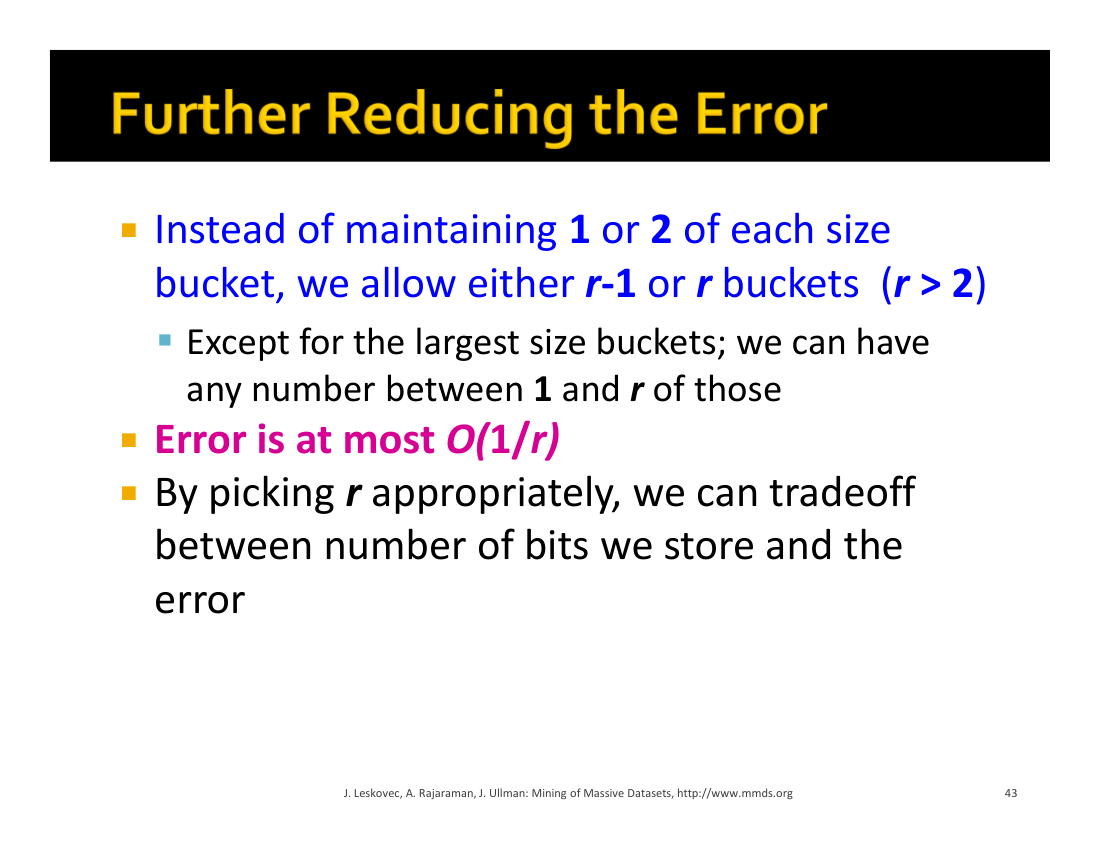 Further Reducing the Error
Instead of maintaining 1 or 2 of each size
bucket, we allow either r-1 or r buckets (r > 2)
Except for the largest size buckets; we can have
any number between 1 and r of those
Error is at most O(1/r)
By picking r appropriately, we can tradeoff
between number of bits we store and the
error
J. Leskovec, A. Rajaraman, J. Ullman: Mining of Massive Datasets, http://www.mmds.org
43